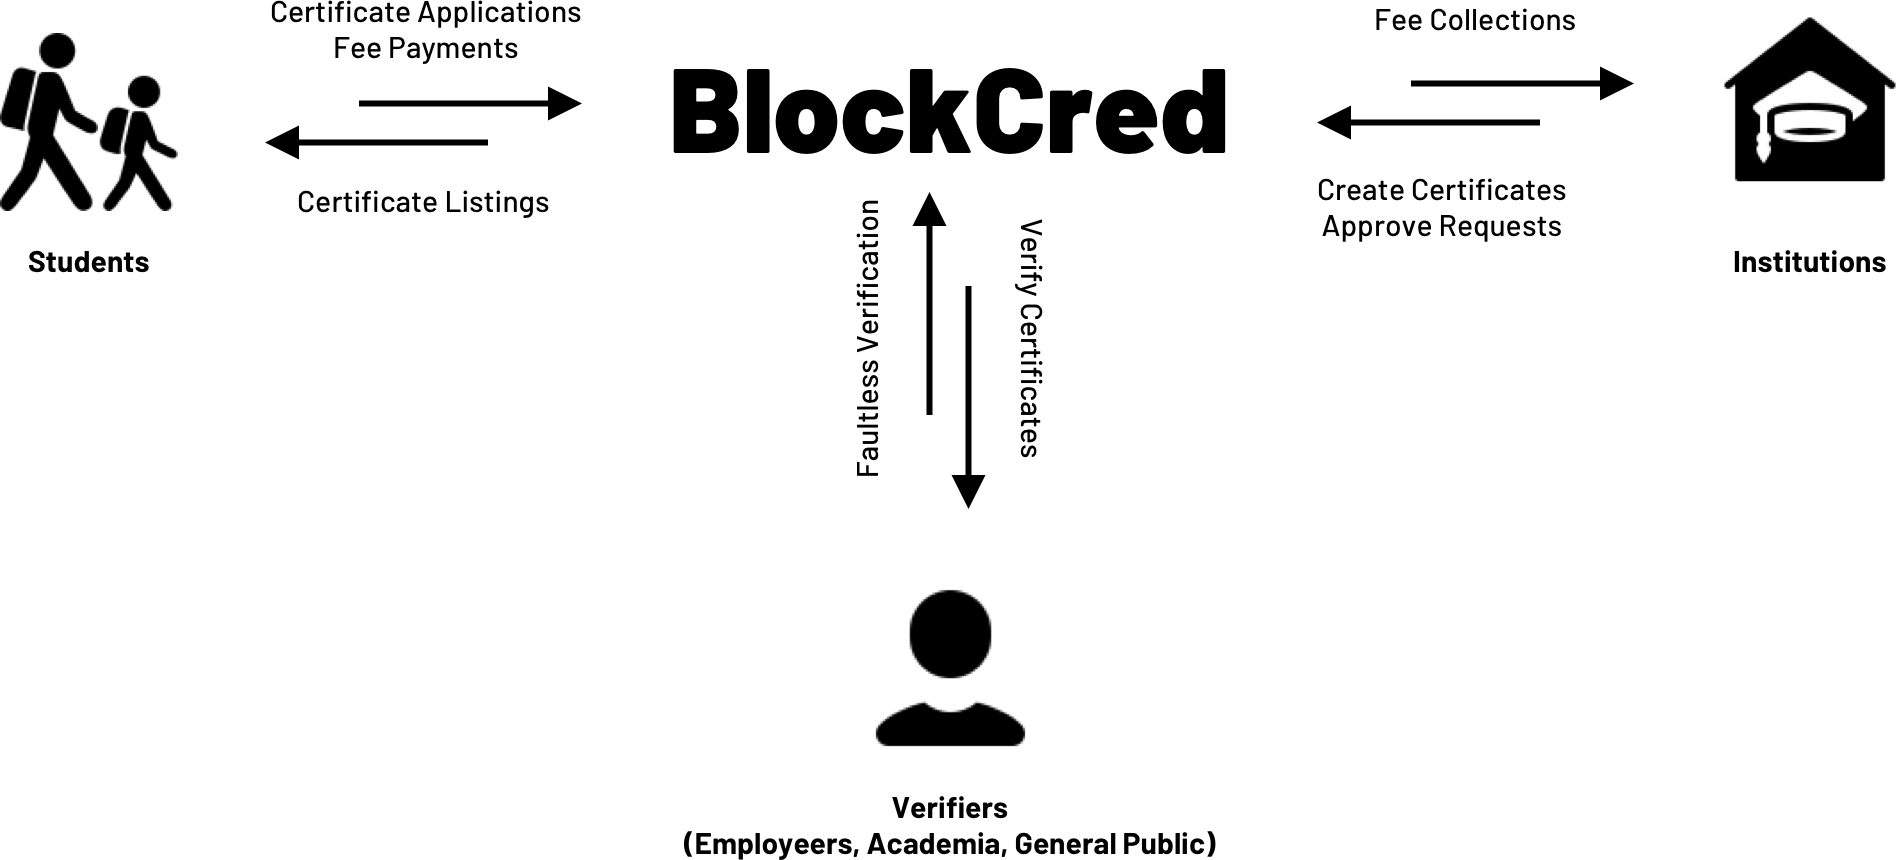 Certificate Applications
Fee Payments
Certificate Listings
Students
BlockCred
Fee Collections
Create Certificates
Approve Requests
Institutions
Faultless Verification
Verify Certificates
Verifiers
(Employeers, Academia, General Public)